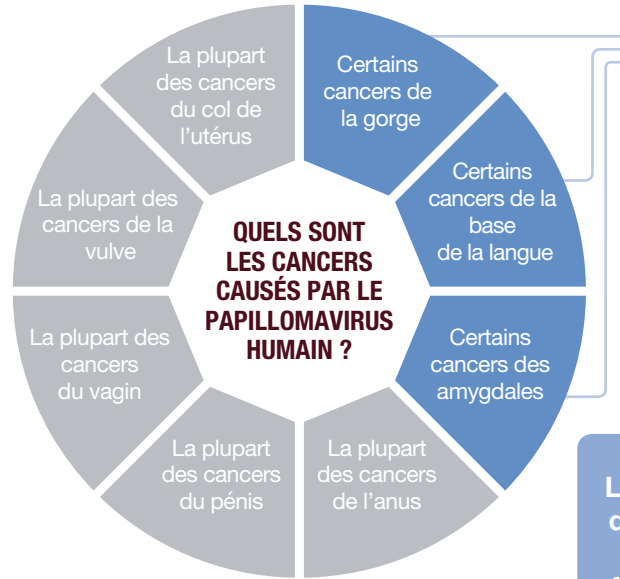 La plupart
des cancers
du col de
l’utérus
Certains
cancers de
la gorge
Certains
cancers de la
base
de la langue
Certains
cancers des
amygdales
La plupart
des cancers
de l’anus
La plupart
des cancers
du pénis
La plupart des
cancers
du vagin
La plupart des
cancers de la
vulve
QUELS SONT
LES CANCERS
CAUSÉS PAR LE
PAPILLOMAVIRUS
HUMAIN ?